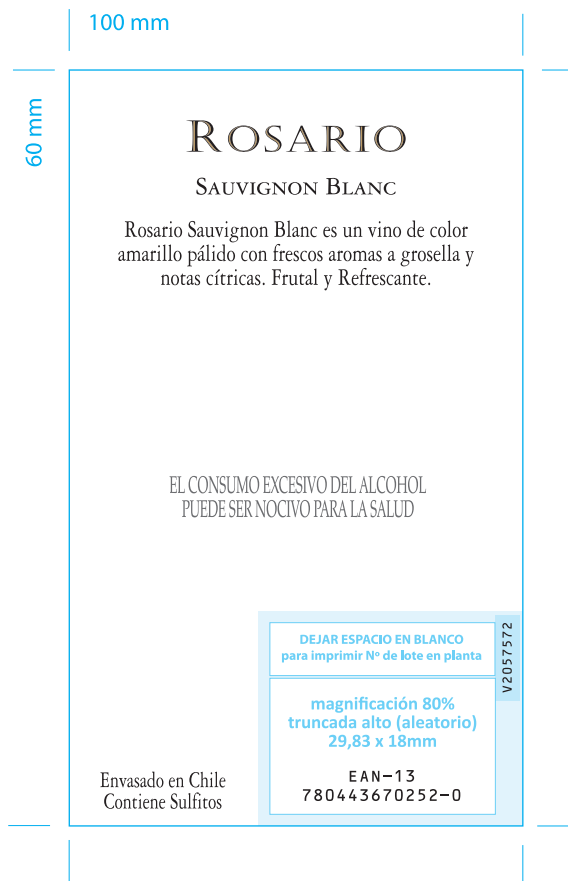 100 mm
60 mm
ROSARIO
SAUVIGNON BLANC
Rosario Sauvignon Blanc es un vino de color
amarillo pálido con frescos aromas a grosella y
notas cítricas. Frutal y Refrescante.
EL CONSUMO EXCESIVO DEL ALCOHOL
PUEDE SER NOCIVO PARA LA SALUD
DEJAR ESPACIO EN BLANCO
para imprimir Nº de lote en planta
V2057572
magnificación 80%
truncada alto (aleatorio)
29,83 x 18mm
EAN-13
780443670252-0
Envasado en Chile
Contiene Sulfitos